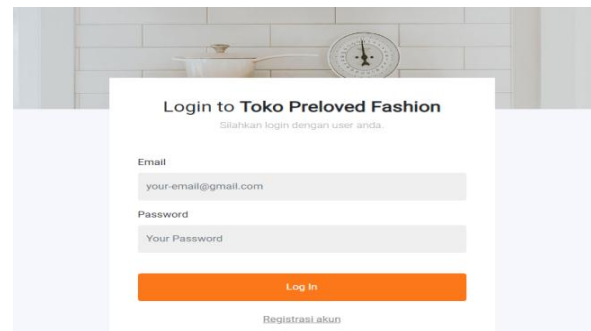 Login to Toko Preloved Fashion
Silahkan login dengan user anda.
Email
your-email@gmail.com
Password
Your Password
Log In
Registrasi akun